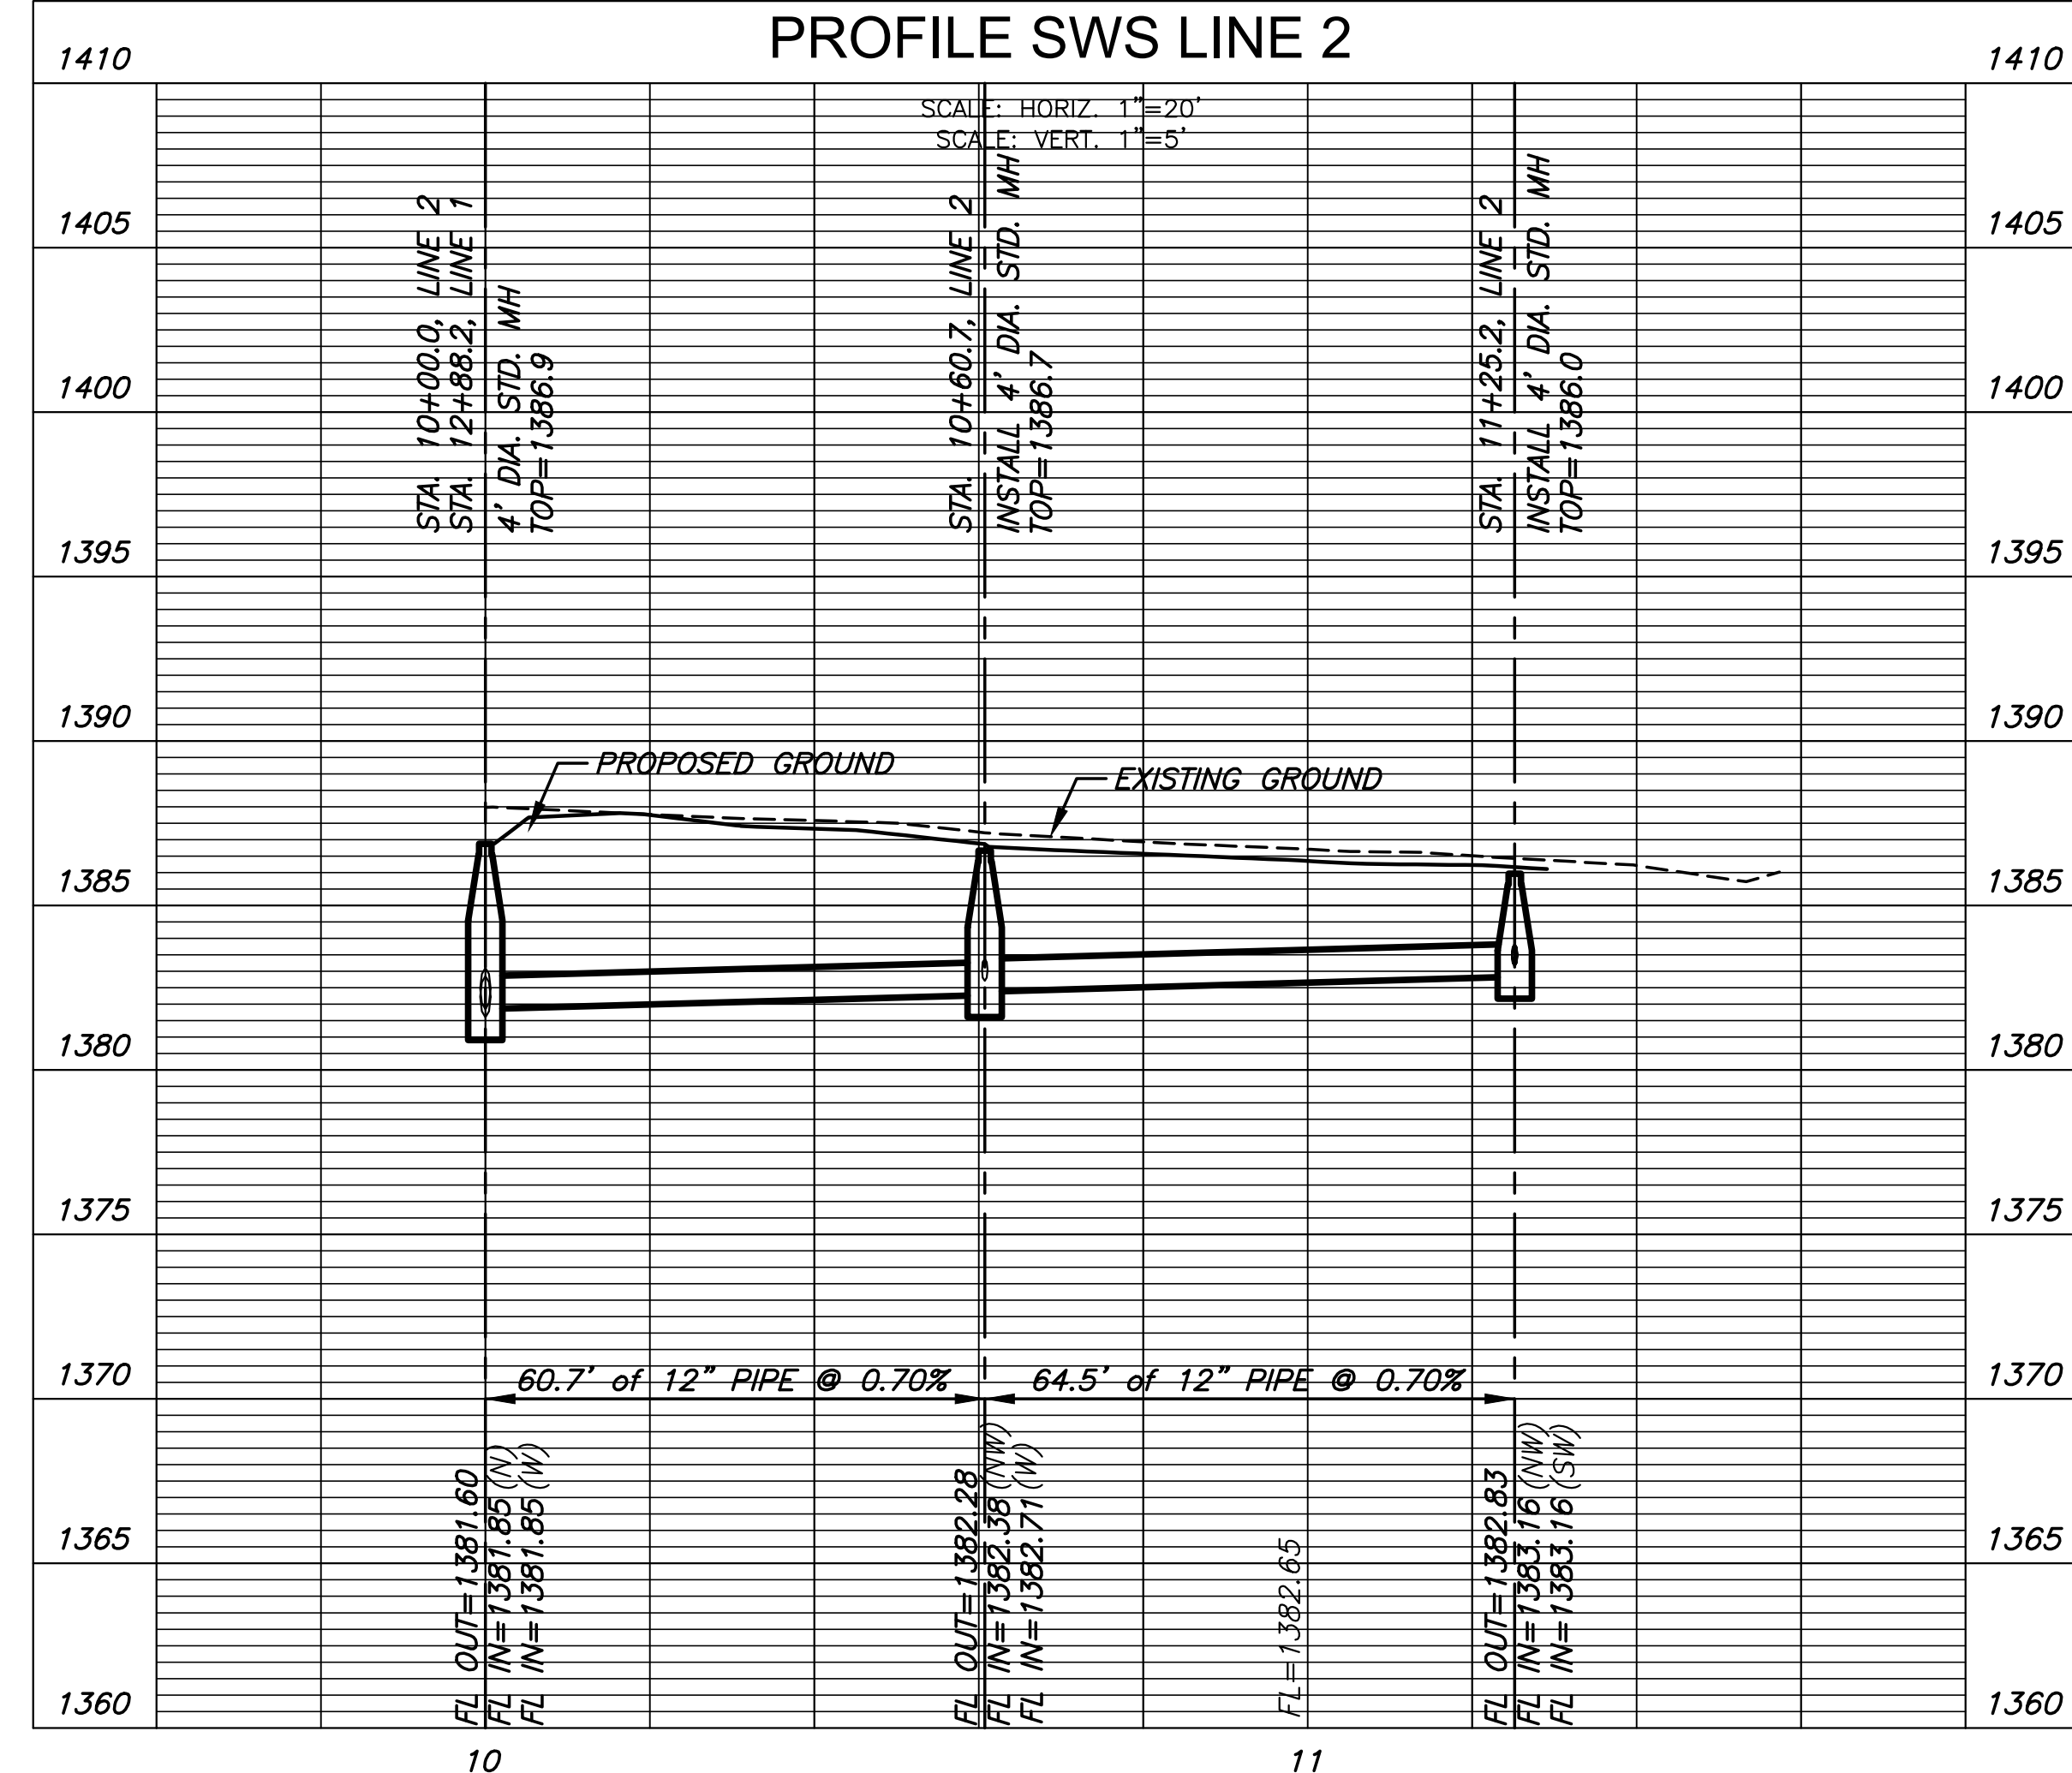 PROFILE SWS LINE 2
SCALE: HORIZ. 1"=20'
SCALE: VERT. 1"=5'
1410
1410
1405
1405
1400
1400
1395
1395
1390
1390
1385
1385
1380
1380
1375
1375
1370
1370
1365
1365
1360
1360
STA. 10+00.0, LINE 2
STA. 12+88.2, LINE 1
4' DIA. STD. MH
TOP=1386.9
STA. 10+60.7, LINE 2
INSTALL 4' DIA. STD. MH
TOP=1386.7
STA. 11+25.2, LINE 2
INSTALL 4' DIA. STD. MH
TOP=1386.0
PROPOSED GROUND
EXISTING GROUND
60.7' of 12" PIPE @ 0.70%
64.5' of 12" PIPE @ 0.70%
FL OUT=1381.60
FL IN=1381.85 (N)
FL IN=1381.85 (W)
FL OUT=1382.28
FL IN=1382.38 (NW)
FL IN=1382.71 (W)
FL=1382.65
FL OUT=1382.83
FL IN=1383.16 (NW)
FL IN=1383.16 (SW)
10
11